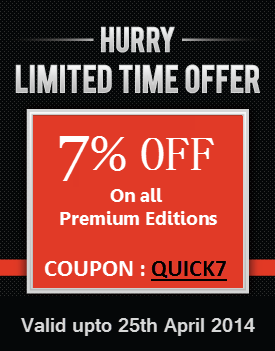 HURRY
LIMITED TIME OFFER
7% OFF
On all
Premium Editions
COUPON : QUICK7
Valid upto 25th April 2014